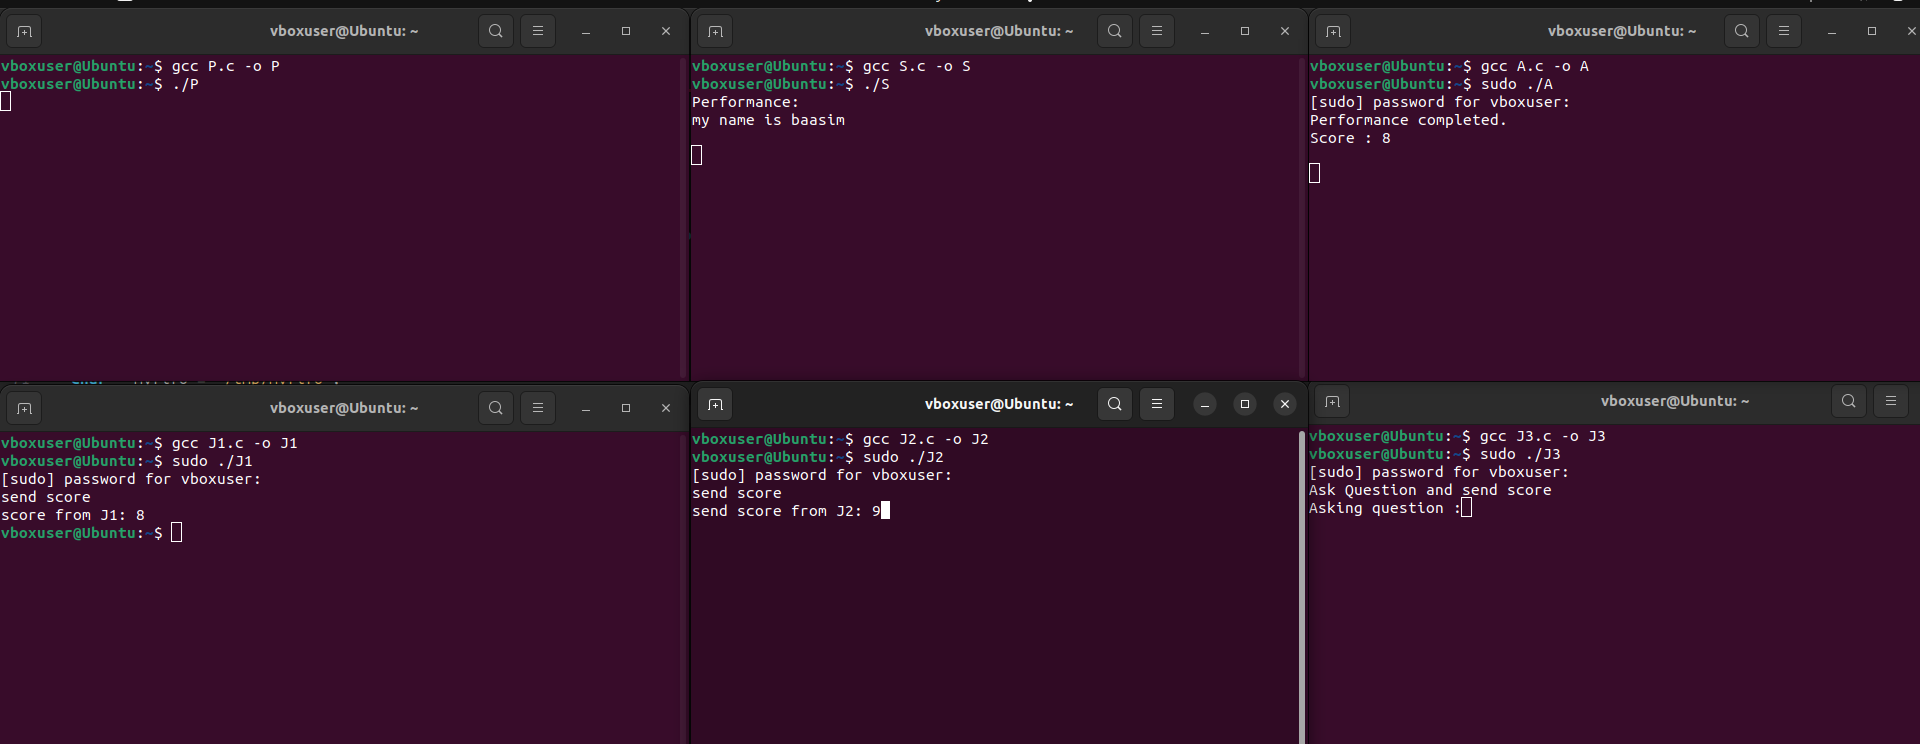 vboxuser@Ubuntu: ~
vboxuser@Ubuntu:~$ gcc P.c -o P
vboxuser@Ubuntu:~$ ./P
vboxuser@Ubuntu: ~
vboxuser@Ubuntu:~$ gcc S.c -o S
vboxuser@Ubuntu:~$ ./S
Performance:
my name is baasim
vboxuser@Ubuntu: ~
vboxuser@Ubuntu:~$ gcc A.c -o A
vboxuser@Ubuntu:~$ sudo ./A
[sudo] password for vboxuser:
Performance completed.
Score : 8
vboxuser@Ubuntu: ~
vboxuser@Ubuntu:~$ gcc J1.c -o J1
vboxuser@Ubuntu:~$ sudo ./J1
[sudo] password for vboxuser:
send score
score from J1: 8
vboxuser@Ubuntu:~$
vboxuser@Ubuntu: ~
vboxuser@Ubuntu:~$ gcc J2.c -o J2
vboxuser@Ubuntu:~$ sudo ./J2
[sudo] password for vboxuser:
send score
send score from J2: 9
vboxuser@Ubuntu: ~
vboxuser@Ubuntu:~$ gcc J3.c -o J3
vboxuser@Ubuntu:~$ sudo ./J3
[sudo] password for vboxuser:
Ask Question and send score
Asking question :